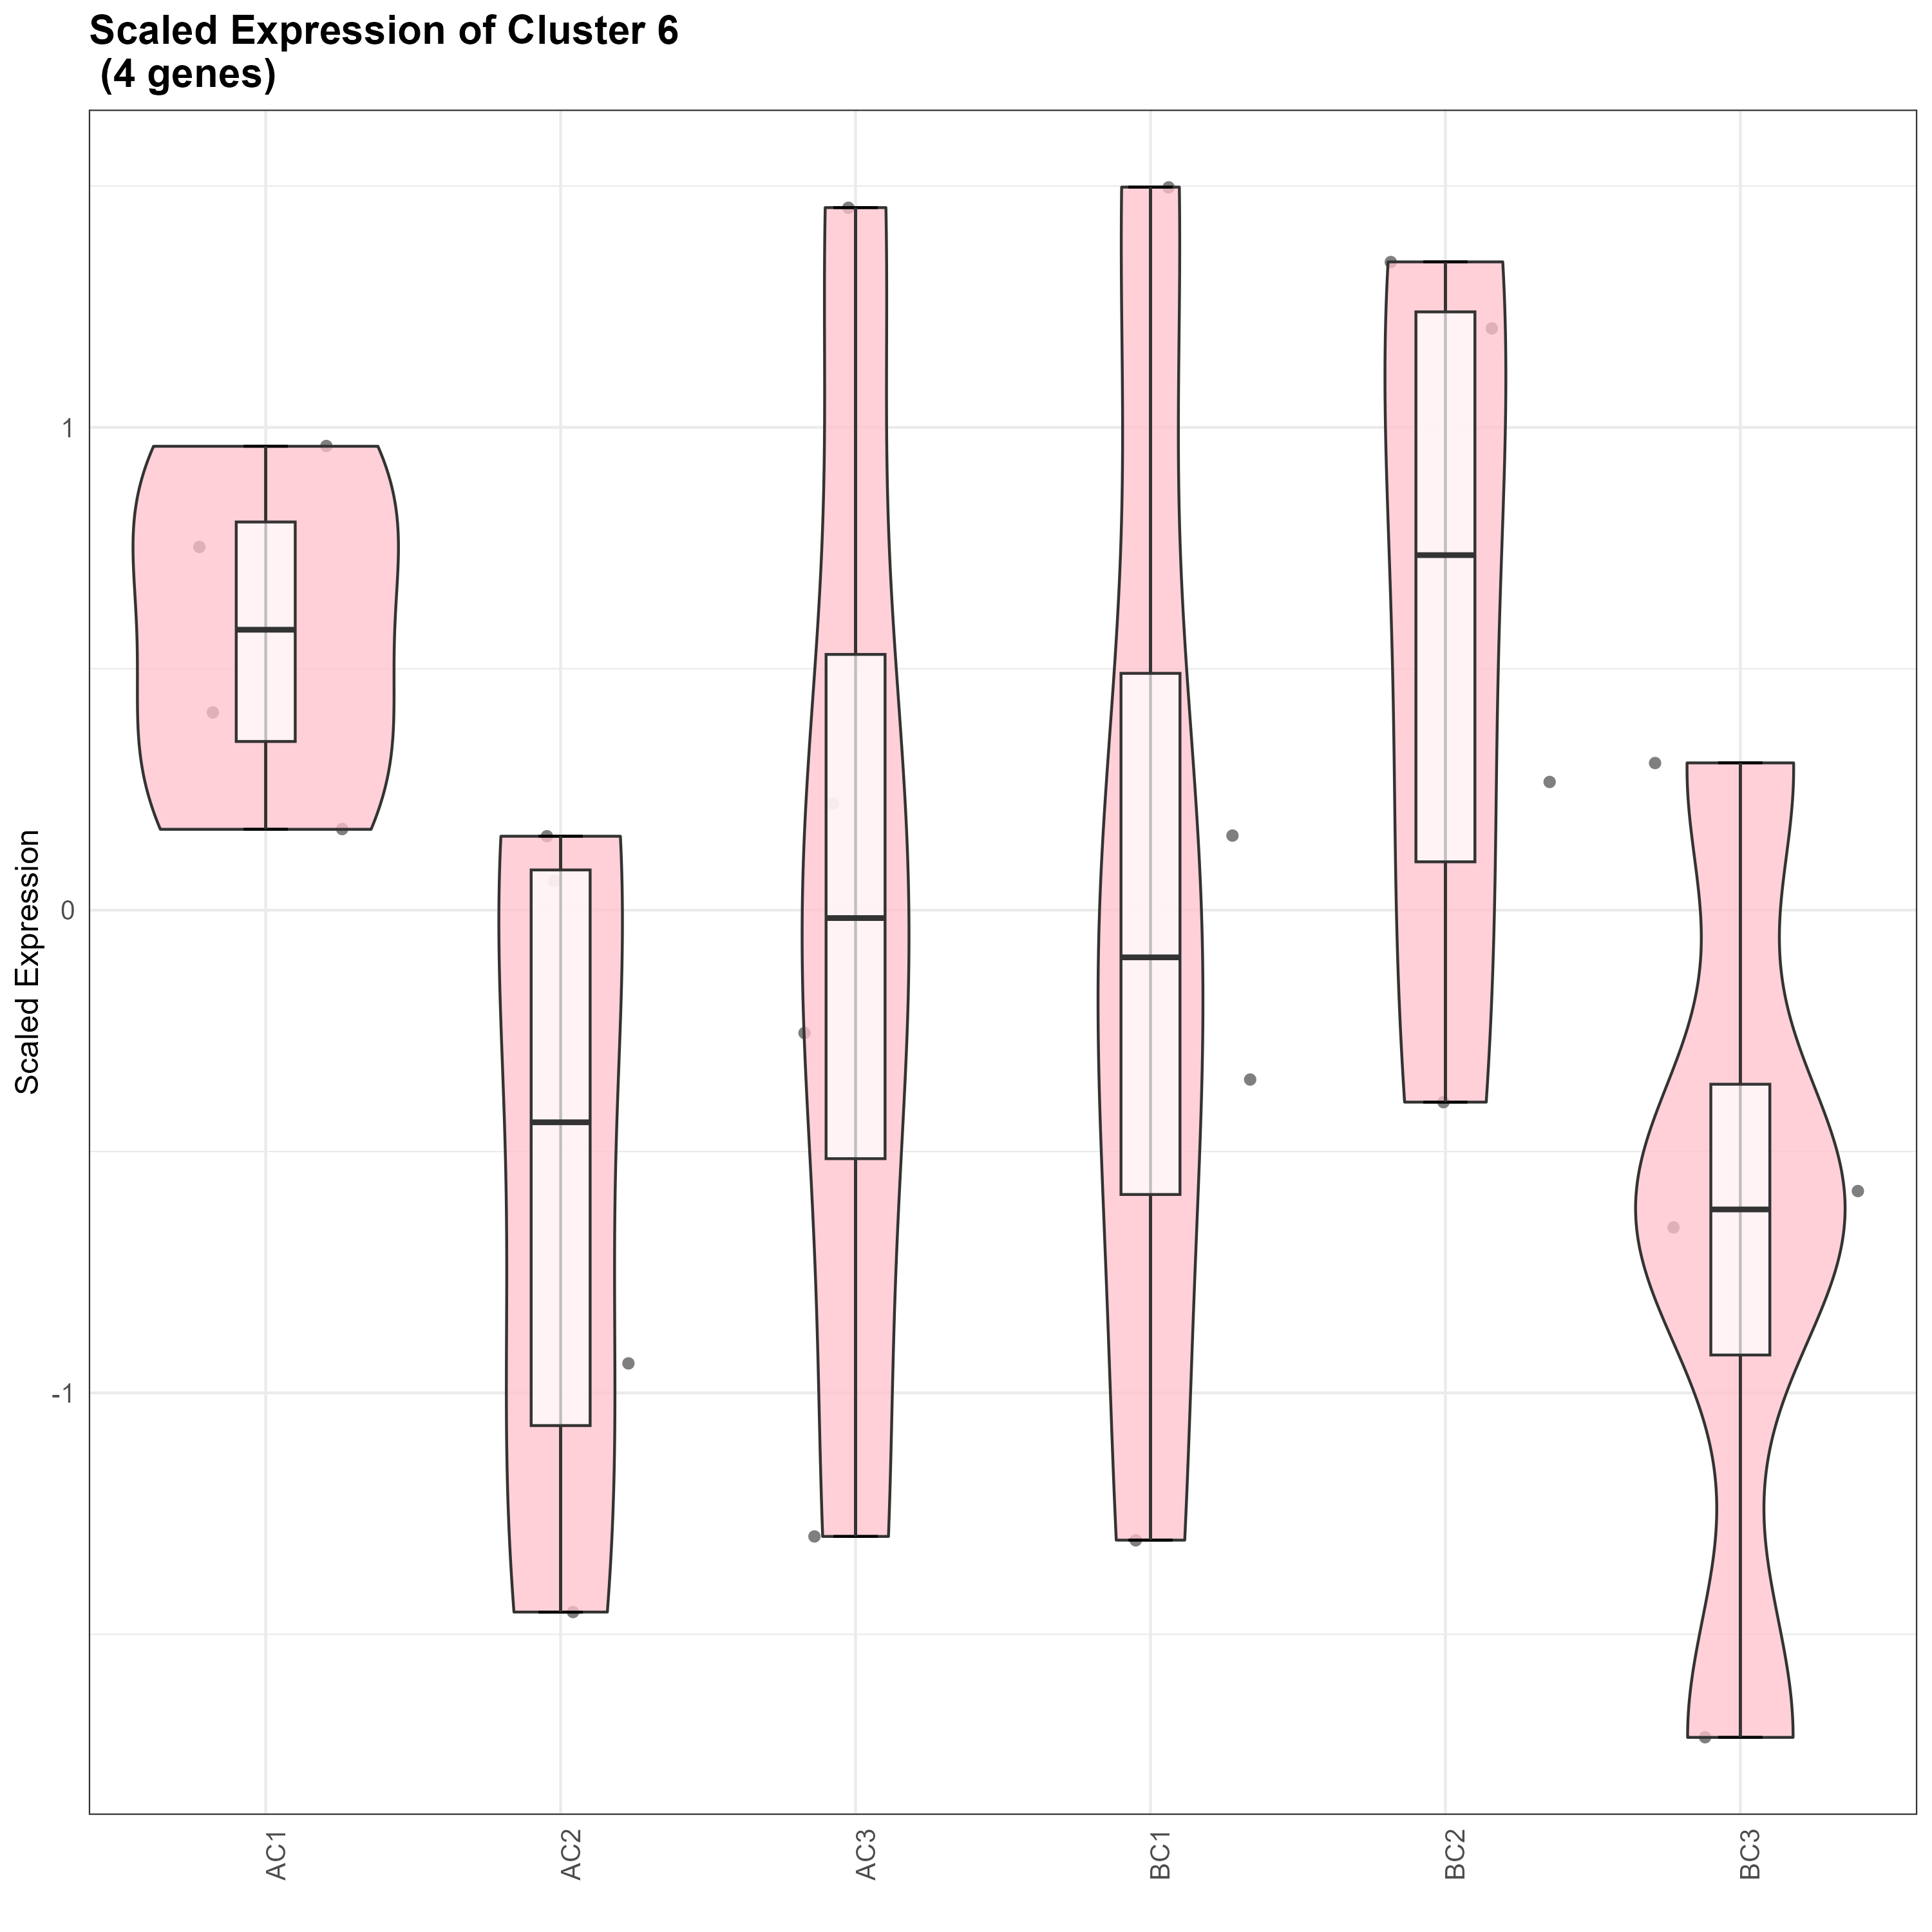 Scaled Expression of Cluster 6
(4 genes)
1
0
-1
Scaled Expression
AC1
AC2
AC3
BC1
BC2
BC3